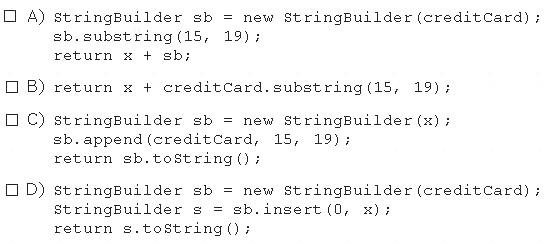 A) StringBuilder sb = new StringBuilder(creditCard);
sb.substring(15, 19);
return x + sb;
B) return x + creditCard.substring(15, 19);
C) StringBuilder sb = new StringBuilder(x);
sb.append(creditCard, 15, 19);
return sb.toString();
D) StringBuilder sb = new StringBuilder(creditCard);
StringBuilder s = sb.insert(0, x);
return s.toString();